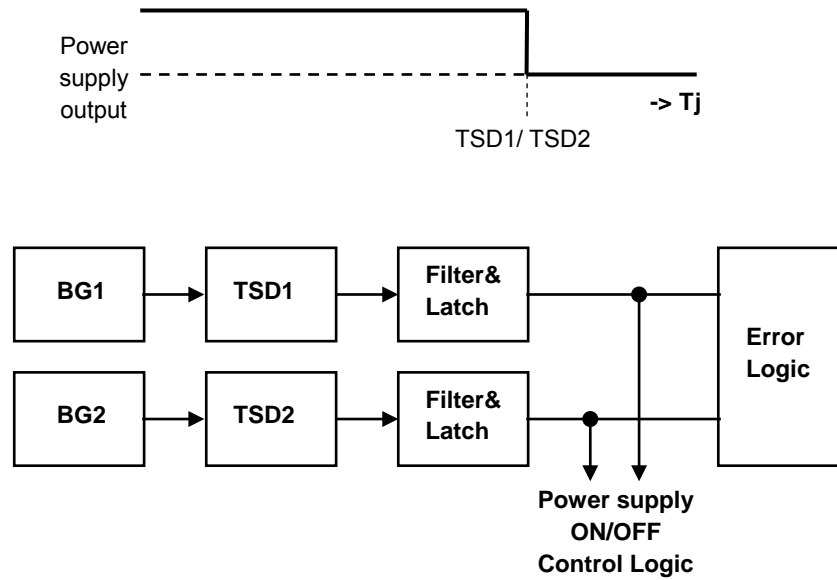 Power
supply
output
-> Tj
TSD1/ TSD2
BG1
TSD1
Filter&
Latch
Error
Logic
BG2
TSD2
Filter&
Latch
Power supply
ON/OFF
Control Logic